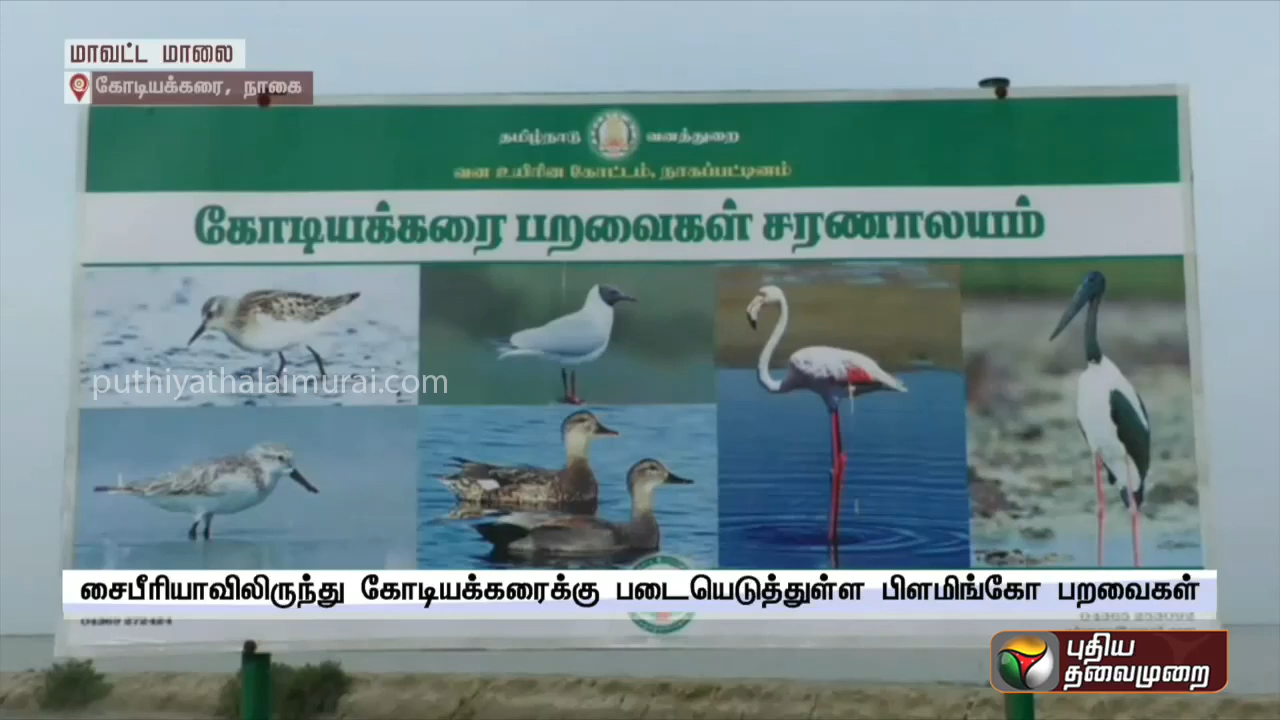 மாவட்ட மாலை
கோடியக்கரை, நாகை
தமிழ்நாடு வனத்துறை
வன உயிரின கோட்டம், நாகப்பட்டினம்
கோடியக்கரை பறவைகள் சரணாலயம்
puthiyathalaimurai.com
சைபீரியாவிலிருந்து கோடியக்கரைக்கு படையெடுத்துள்ள பிளமிங்கோ பறவைகள்
புதிய
தலைமுறை